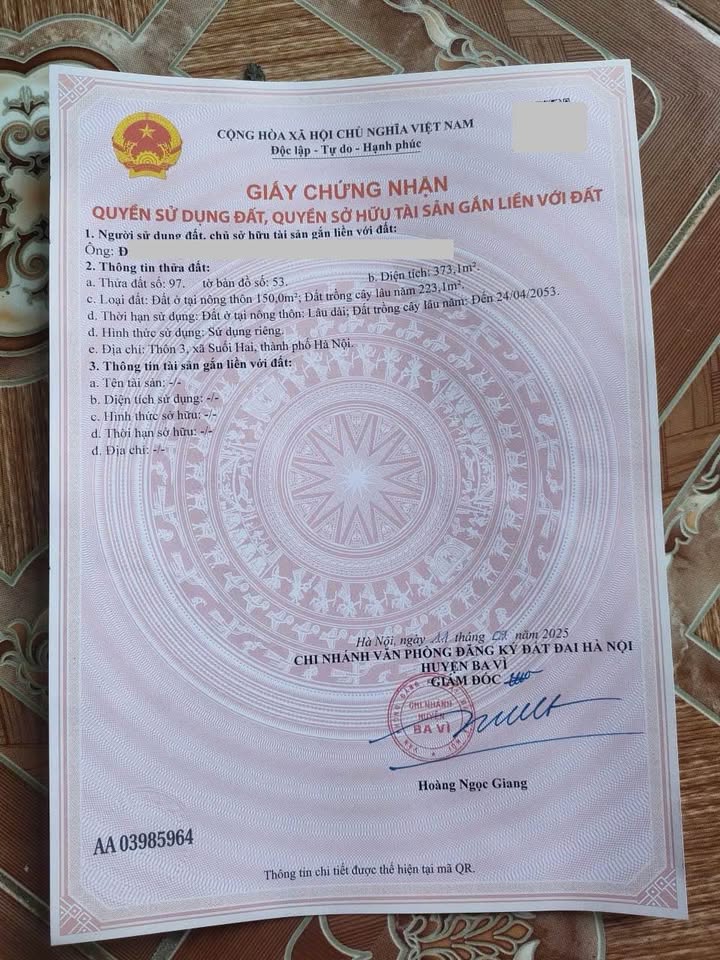 CỘNG HÒA XÃ HỘI CHỦ NGHĨA VIỆT NAM
Độc lập - Tự do - Hạnh phúc
GIẤY CHỨNG NHẬN
QUYỀN SỬ DỤNG ĐẤT, QUYỀN SỞ HỮU TÀI SẢN GẮN LIỀN VỚI ĐẤT
1. Người sử dụng đất, chủ sở hữu tài sản gắn liền với đất:
Ông: Đ
2. Thông tin thửa đất:
a. Thửa đất số: 97. tờ bản đồ số: 53. b. Diện tích: 373,1m².
c. Loại đất: Đất ở tại nông thôn 150,0m²; Đất trồng cây lâu năm 223,1m².
d. Thời hạn sử dụng: Đất ở tại nông thôn: Lâu dài; Đất trồng cây lâu năm: Đến 24/04/2053.
đ. Hình thức sử dụng: Sử dụng riêng.
e. Địa chỉ: Thôn 3, xã Suối Hai, thành phố Hà Nội.
3. Thông tin tài sản gắn liền với đất:
a. Tên tài sản: -/-
b. Diện tích sử dụng: -/-
c. Hình thức sở hữu: -/-
d. Thời hạn sở hữu: -/-
đ. Địa chỉ: -/-
Hà Nội, ngày 11 tháng năm 2025
CHI NHÁNH VĂN PHÒNG ĐĂNG KÝ ĐẤT ĐAI HÀ NỘI
HUYỆN BA VÌ
GIÁM ĐỐC
CHI NHÁNH
HUYỆN
BA VÌ
Hoàng Ngọc Giang
AA 03985964
Thông tin chi tiết được thể hiện tại mã QR.